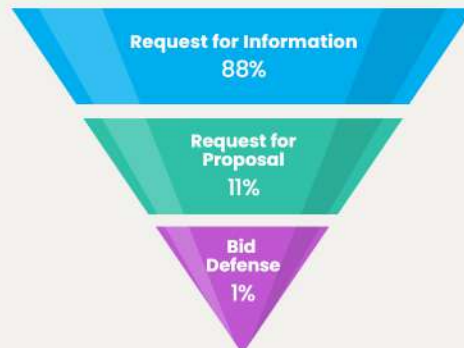 Request for Information
88%
Request for
Proposal
11%
Bid
Defense
1%